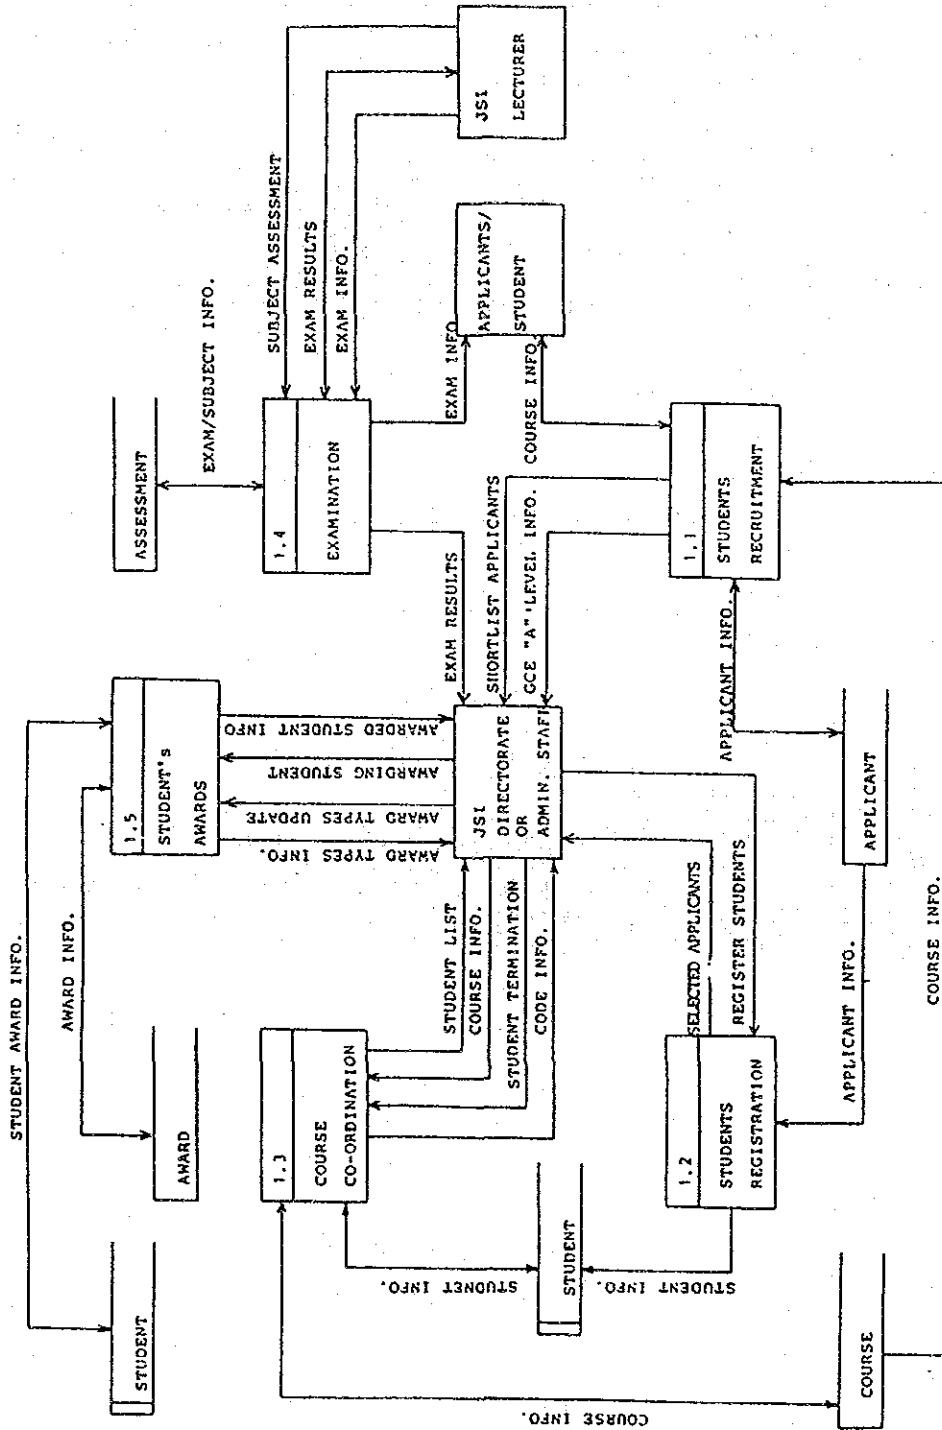 STUDENT AWARD INFO.
AWARD INFO.
STUDENT
AWARD
1.5
STUDENT's
AWARDS
ASSESSMENT
EXAM/SUBJECT INFO.
1.3
COURSE
CO-ORDINATION
STUDENT LIST
COURSE INFO.
STUDENT TERMINATION
CODE INFO.
AWARD TYPES INFO.
AWARD TYPES UPDATE
AWARDING STUDENT
AWARDED STUDENT INFO
1.4
EXAMINATION
SUBJECT ASSESSMENT
EXAM RESULTS
EXAM INFO.
EXAM RESULTS
EXAM INFO
JSI
LECTURER
STUDNET INFO.
STUDENT
STUDENT INFO.
JSI
DIRECTORATE
OR
ADMIN. STAFF
SHORTLIST APPLICANTS
GCE "A" LEVEL INFO.
APPLICANTS/
STUDENT
COURSE INFO.
1.2
STUDENTS
REGISTRATION
SELECTED APPLICANTS
REGISTER STUDENTS
APPLICANT INFO.
1.1
STUDENTS
RECRUITMENT
COURSE INFO.
COURSE
APPLICANT INFO.
APPLICANT
COURSE INFO.